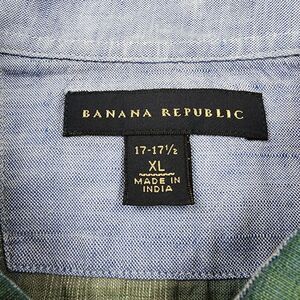 BANANA REPUBLIC
17-17½
XL
MADE IN
INDIA